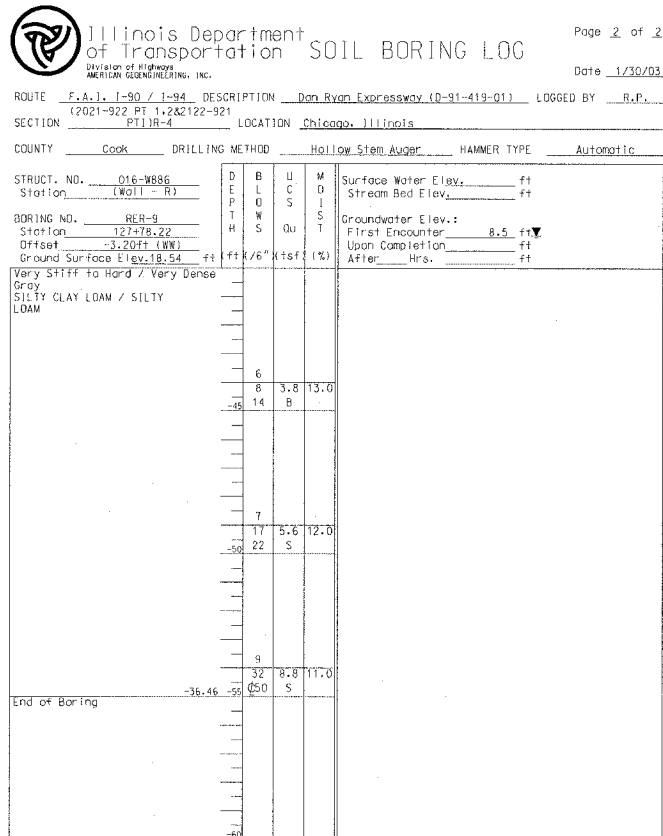 Illinois Department
of Transportation
Division of Highways
AMERICAN GEOENGINEERING, INC.
SOIL BORING LOG
Page 2 of 2
Date 1/30/03
ROUTE F.A.I. I-90 / I-94 DESCRIPTION Dan Ryan Expressway (D-91-419-01) LOGGED BY R.P.
(2021-922 PT 1,2&2122-921
SECTION PT1)R-4 LOCATION Chicago, Illinois
COUNTY Cook DRILLING METHOD Hollow Stem Auger HAMMER TYPE Automatic
STRUCT. NO. 016-W886
Station (Wall - R)
BORING NO. RER-9
Station 127+78.22
Offset -3.20ft (WW)
Ground Surface Elev. 18.54 ft
DEPTH (ft)
BLOWS (/6")
UCS Qu (tsf)
MOIST (%)
Surface Water Elev. ft
Stream Bed Elev. ft
Groundwater Elev.:
First Encounter 8.5 ft▼
Upon Completion ft
After Hrs. ft
Very Stiff to Hard / Very Dense
Gray
SILTY CLAY LOAM / SILTY
LOAM
6
8 3.8 13.0
-45 14 B
7
17 5.6 12.0
-50 22 S
9
32 8.8 11.0
-36.46 -55 50 S
End of Boring
-60